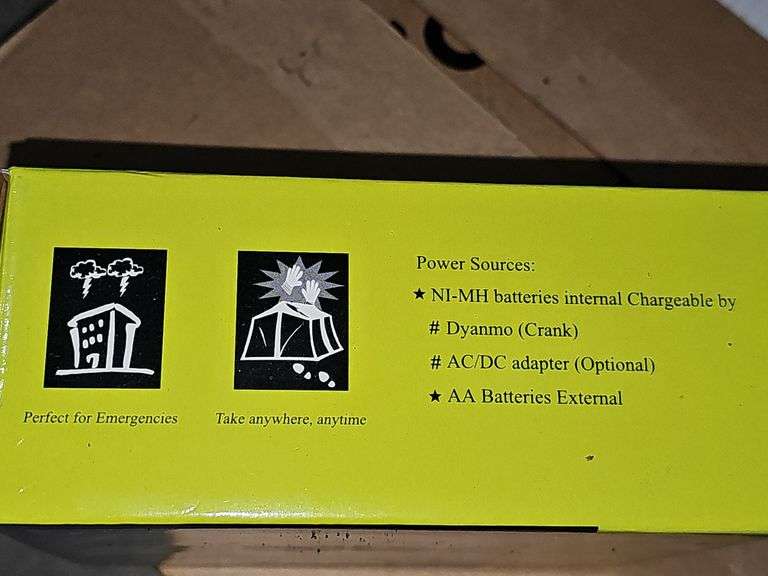 Power Sources:
★ NI-MH batteries internal Chargeable by
# Dyanmo (Crank)
# AC/DC adapter (Optional)
★ AA Batteries External
Perfect for Emergencies
Take anywhere, anytime